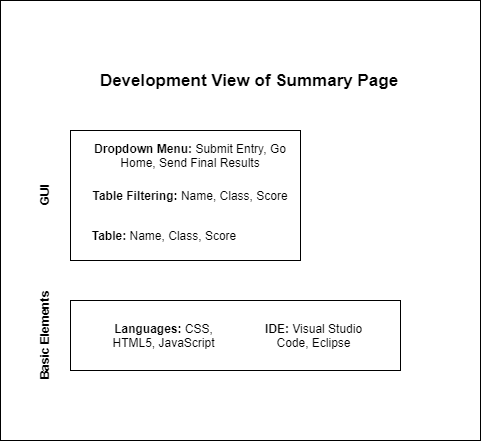 Development View of Summary Page
GUI
Dropdown Menu: Submit Entry, Go
Home, Send Final Results
Table Filtering: Name, Class, Score
Table: Name, Class, Score
Basic Elements
Languages: CSS,
HTML5, JavaScript
IDE: Visual Studio
Code, Eclipse